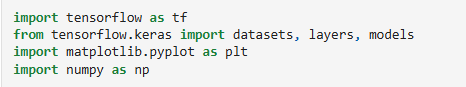 import tensorflow as tf
from tensorflow.keras import datasets, layers, models
import matplotlib.pyplot as plt
import numpy as np